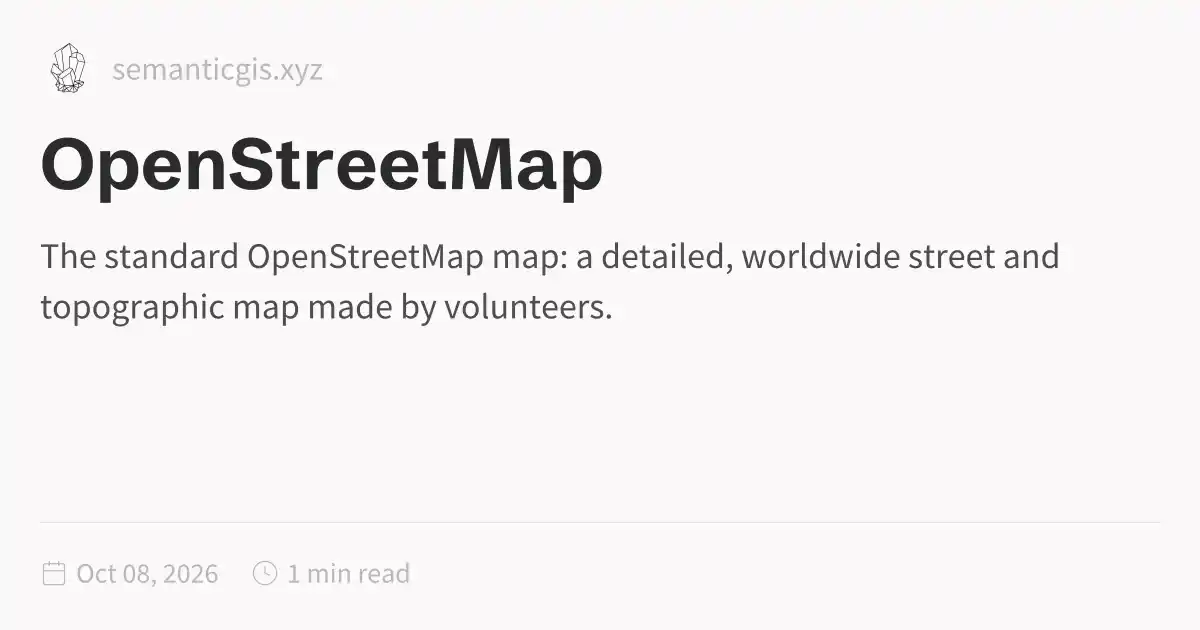 semanticgis.xyz
OpenStreetMap
The standard OpenStreetMap map: a detailed, worldwide street and
topographic map made by volunteers.
Oct 08, 2026 1 min read